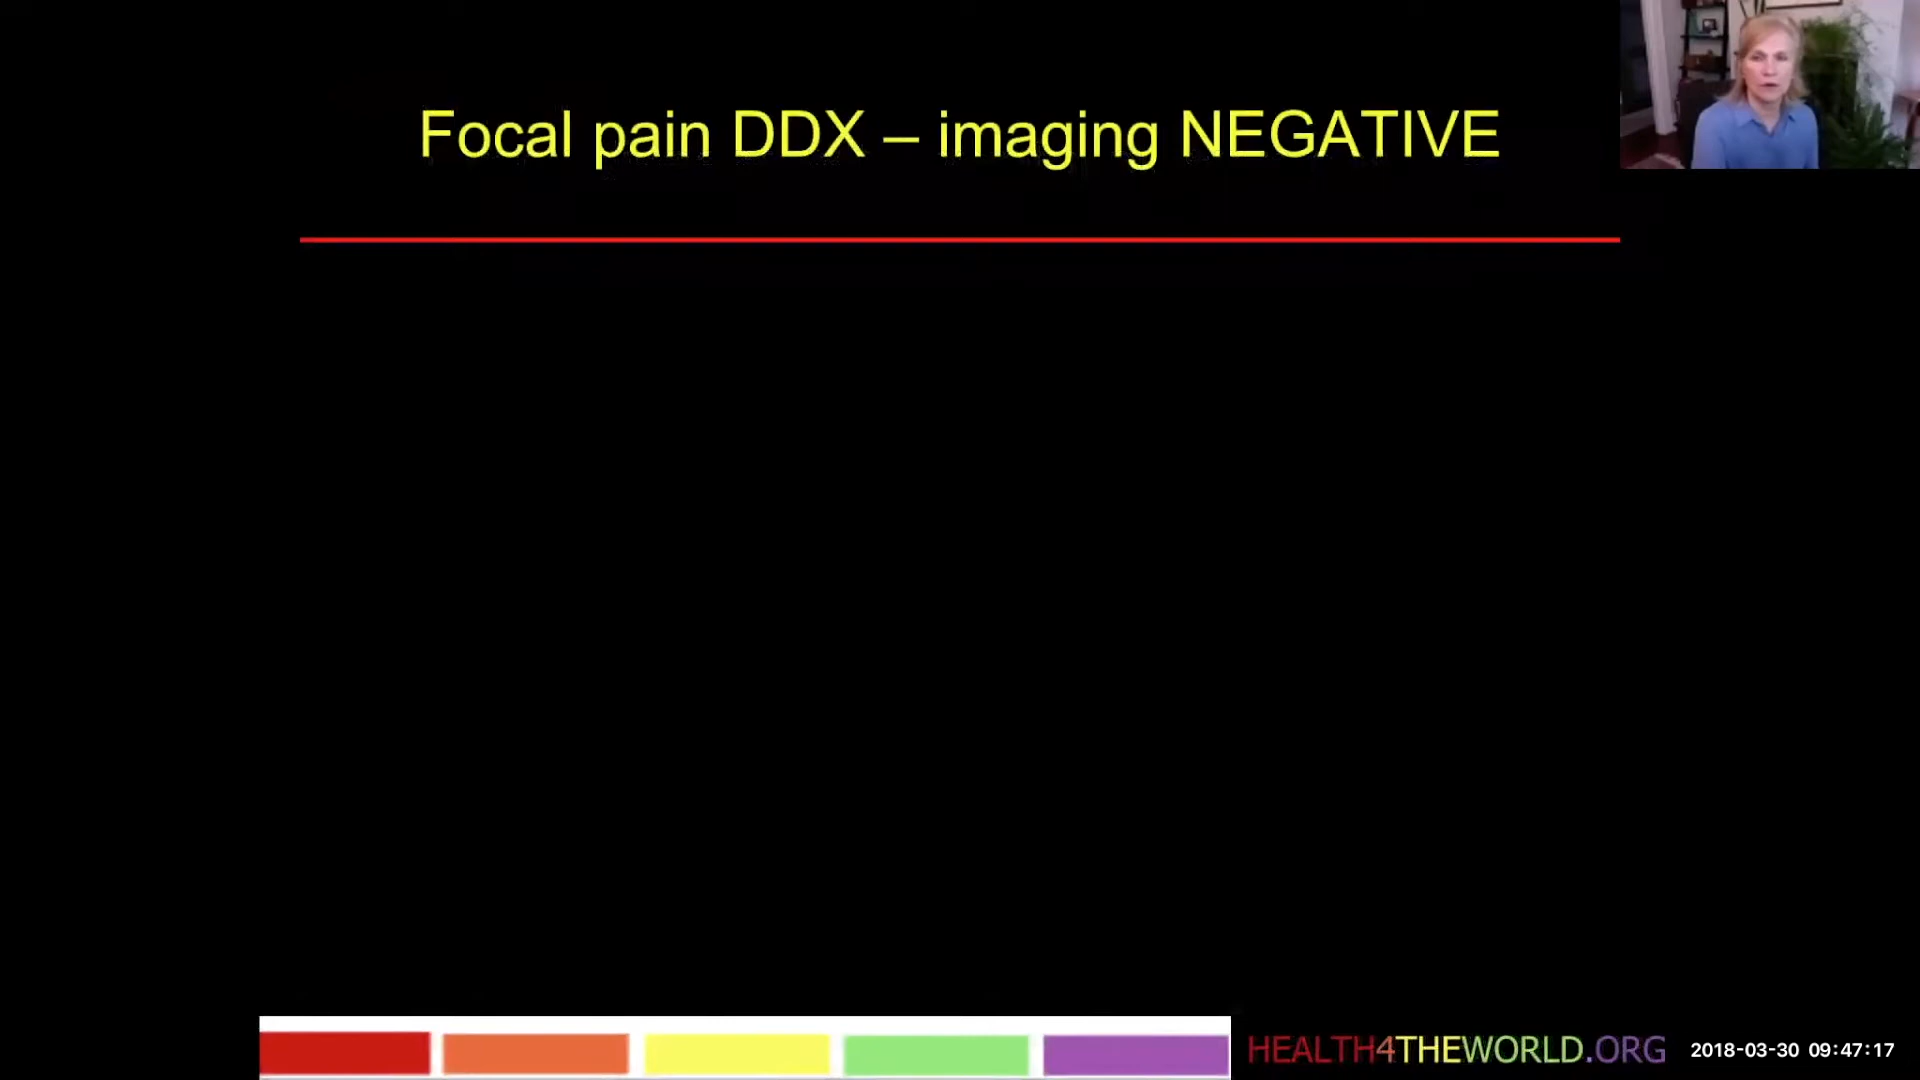 Focal pain DDX – imaging NEGATIVE
HEALTH4THEWORLD.ORG 2018-03-30 09:47:17